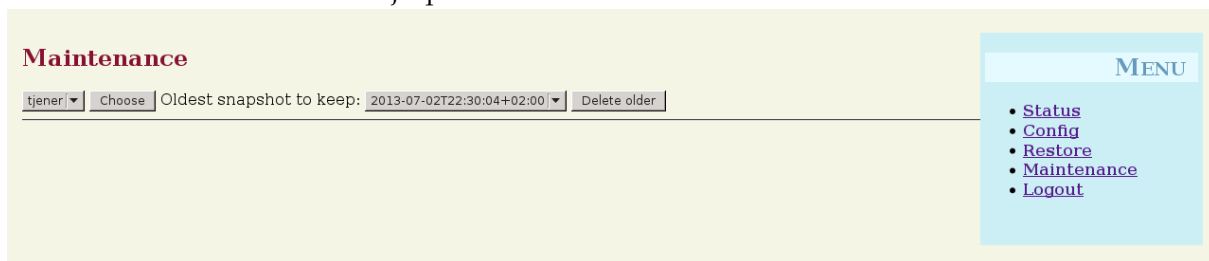 Maintenance
tjener Choose Oldest snapshot to keep: 2013-07-02T22:30:04+02:00 Delete older
MENU
Status
Config
Restore
Maintenance
Logout